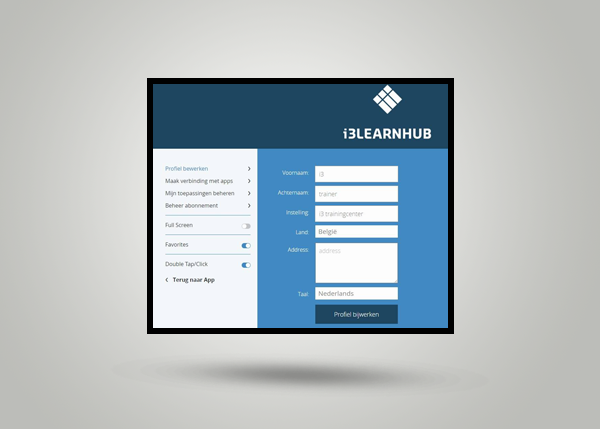 i3LEARNHUB
Profiel bewerken
Maak verbinding met apps
Mijn toepassingen beheren
Beheer abonnement
Full Screen
Favorites
Double Tap/Click
Terug naar App
Voornaam i3
Achternaam trainer
Instelling i3 trainingcenter
Land België
Address address
Taal Nederlands
Profiel bijwerken